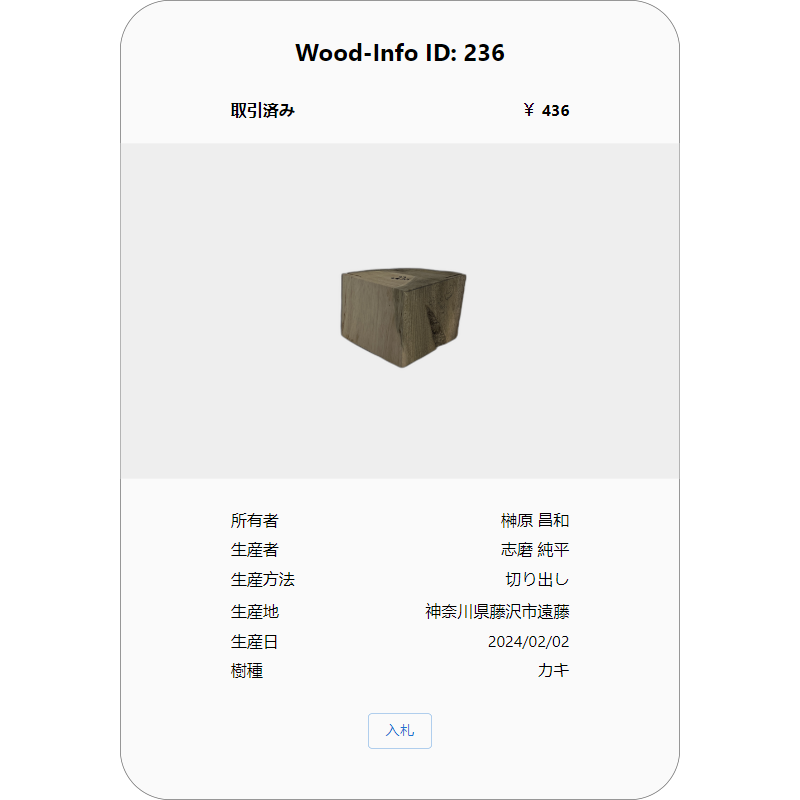 Wood-Info ID: 236
取引済み ¥ 436
所有者 榊原 昌和
生産者 志磨 純平
生産方法 切り出し
生産地 神奈川県藤沢市遠藤
生産日 2024/02/02
樹種 カキ
入札